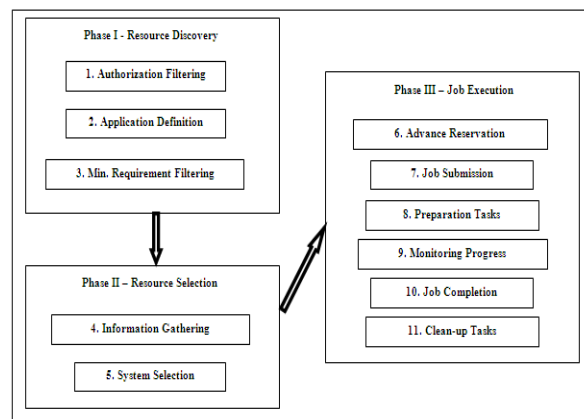 Phase I - Resource Discovery
1. Authorization Filtering
2. Application Definition
3. Min. Requirement Filtering
Phase II – Resource Selection
4. Information Gathering
5. System Selection
Phase III – Job Execution
6. Advance Reservation
7. Job Submission
8. Preparation Tasks
9. Monitoring Progress
10. Job Completion
11. Clean-up Tasks